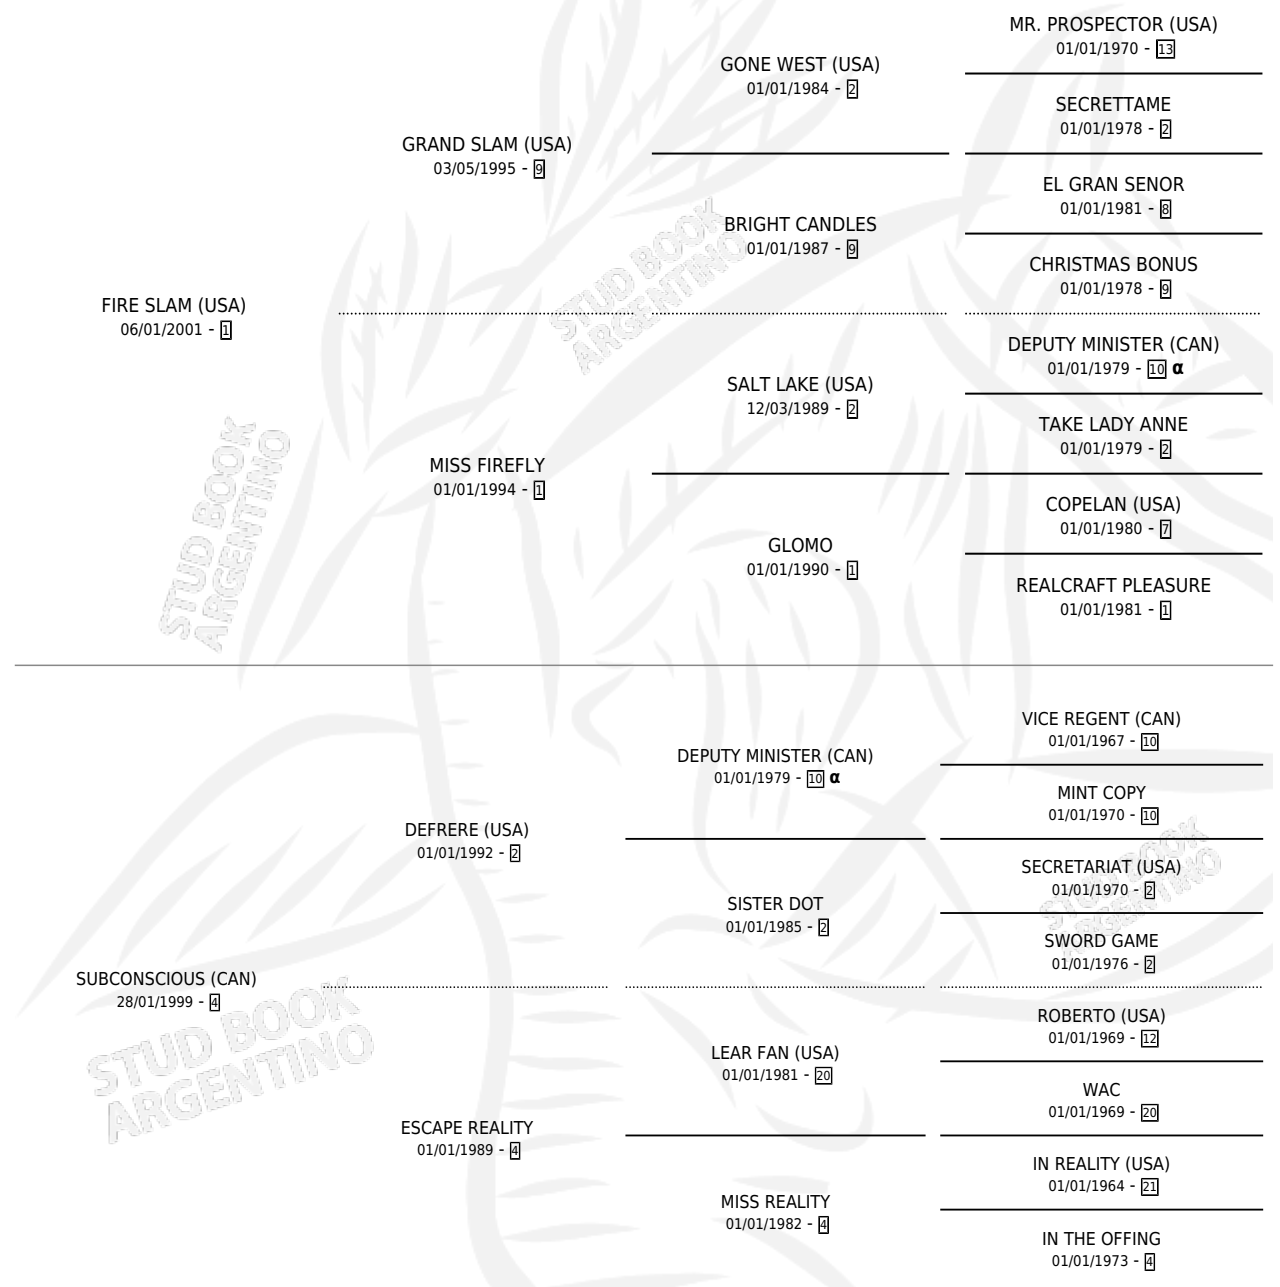 MR. PROSPECTOR (USA)
01/01/1970 - 13
GONE WEST (USA)
01/01/1984 - 2
SECRETTAME
01/01/1978 - 2
GRAND SLAM (USA)
03/05/1995 - 9
EL GRAN SENOR
01/01/1981 - 8
BRIGHT CANDLES
01/01/1987 - 9
CHRISTMAS BONUS
01/01/1978 - 9
FIRE SLAM (USA)
06/01/2001 - 1
DEPUTY MINISTER (CAN)
01/01/1979 - 10 α
SALT LAKE (USA)
12/03/1989 - 2
TAKE LADY ANNE
01/01/1979 - 2
MISS FIREFLY
01/01/1994 - 1
COPELAN (USA)
01/01/1980 - 7
GLOMO
01/01/1990 - 1
REALCRAFT PLEASURE
01/01/1981 - 1
STUD BOOK
ARGENTINO
STUD BOOK
ARGENTINO
VICE REGENT (CAN)
01/01/1967 - 10
DEPUTY MINISTER (CAN)
01/01/1979 - 10 α
MINT COPY
01/01/1970 - 10
DEFRERE (USA)
01/01/1992 - 2
SECRETARIAT (USA)
01/01/1970 - 2
SISTER DOT
01/01/1985 - 2
SWORD GAME
01/01/1976 - 2
SUBCONSCIOUS (CAN)
28/01/1999 - 4
ROBERTO (USA)
01/01/1969 - 12
LEAR FAN (USA)
01/01/1981 - 20
WAC
01/01/1969 - 20
ESCAPE REALITY
01/01/1989 - 4
IN REALITY (USA)
01/01/1964 - 21
MISS REALITY
01/01/1982 - 4
IN THE OFFING
01/01/1973 - 4
STUD BOOK
ARGENTINO
STUD BOOK
ARGENTINO